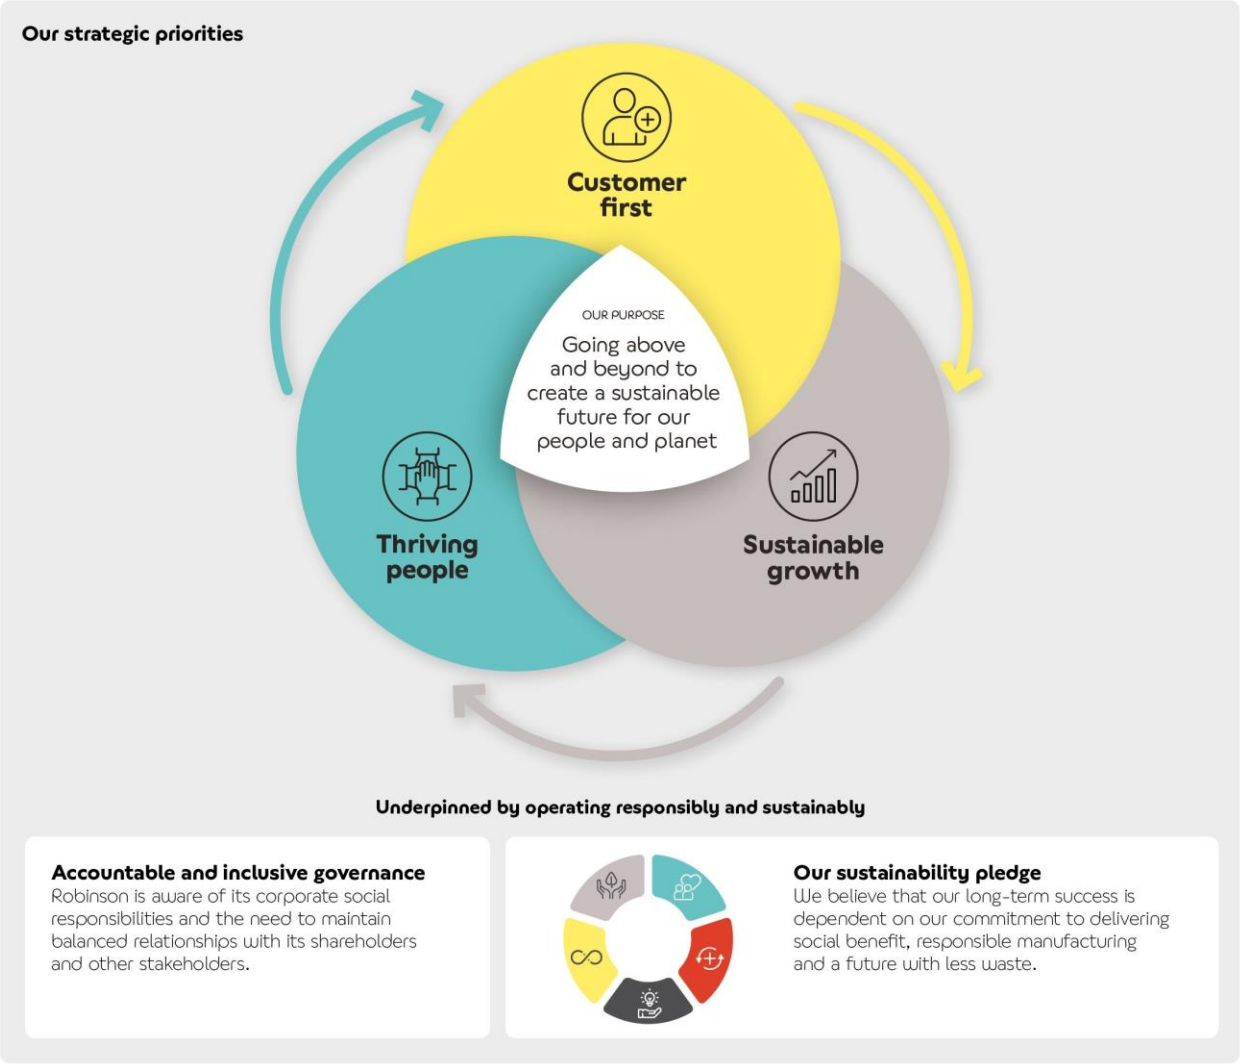 Our strategic priorities
Customer
first
OUR PURPOSE
Going above
and beyond to
create a sustainable
future for our
people and planet
Thriving
people
Sustainable
growth
Underpinned by operating responsibly and sustainably
Accountable and inclusive governance
Robinson is aware of its corporate social
responsibilities and the need to maintain
balanced relationships with its shareholders
and other stakeholders.
Our sustainability pledge
We believe that our long-term success is
dependent on our commitment to delivering
social benefit, responsible manufacturing
and a future with less waste.